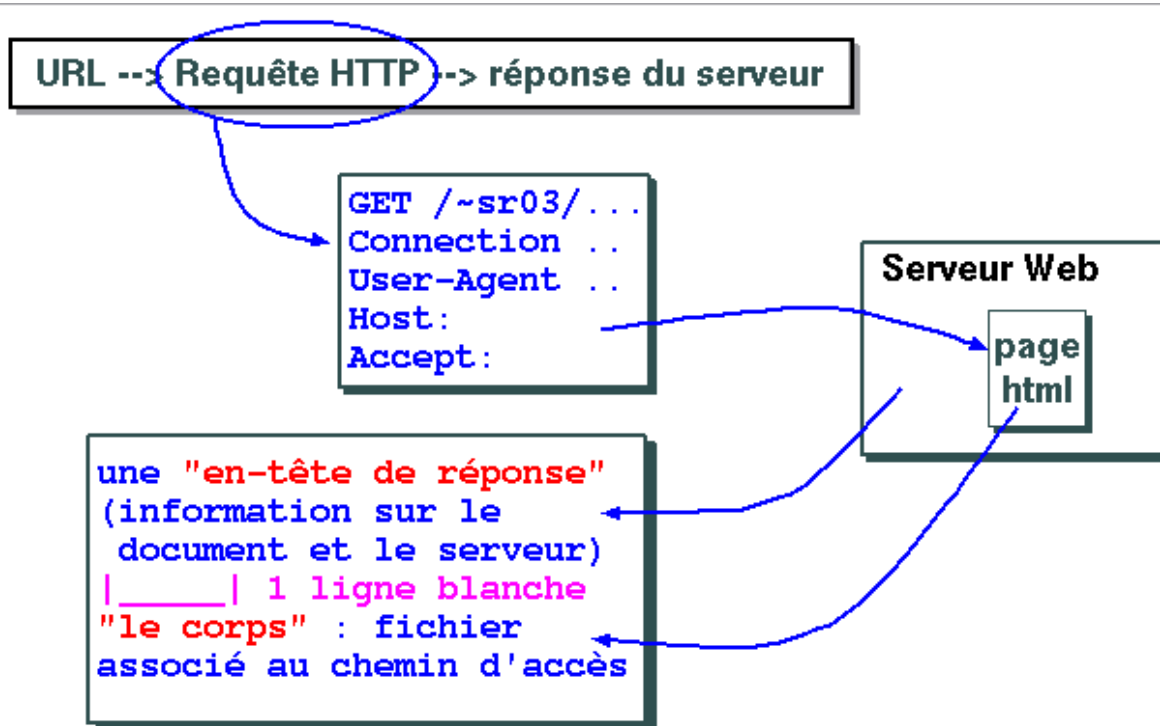 URL --> Requête HTTP --> réponse du serveur
GET /~sr03/...
Connection ..
User-Agent ..
Host:
Accept:
Serveur Web
page
html
une "en-tête de réponse"
(information sur le
document et le serveur)
|_____| 1 ligne blanche
"le corps" : fichier
associé au chemin d'accès